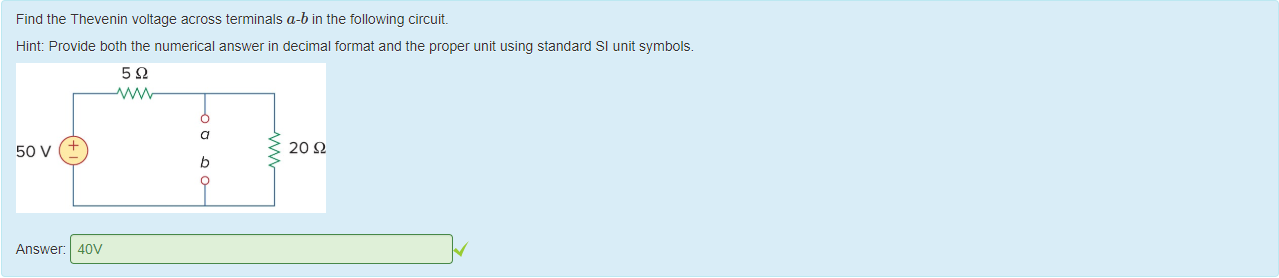 Find the Thevenin voltage across terminals a-b in the following circuit.
Hint: Provide both the numerical answer in decimal format and the proper unit using standard SI unit symbols.
5 Ω
50 V
+
−
a
b
20 Ω
Answer: 40V